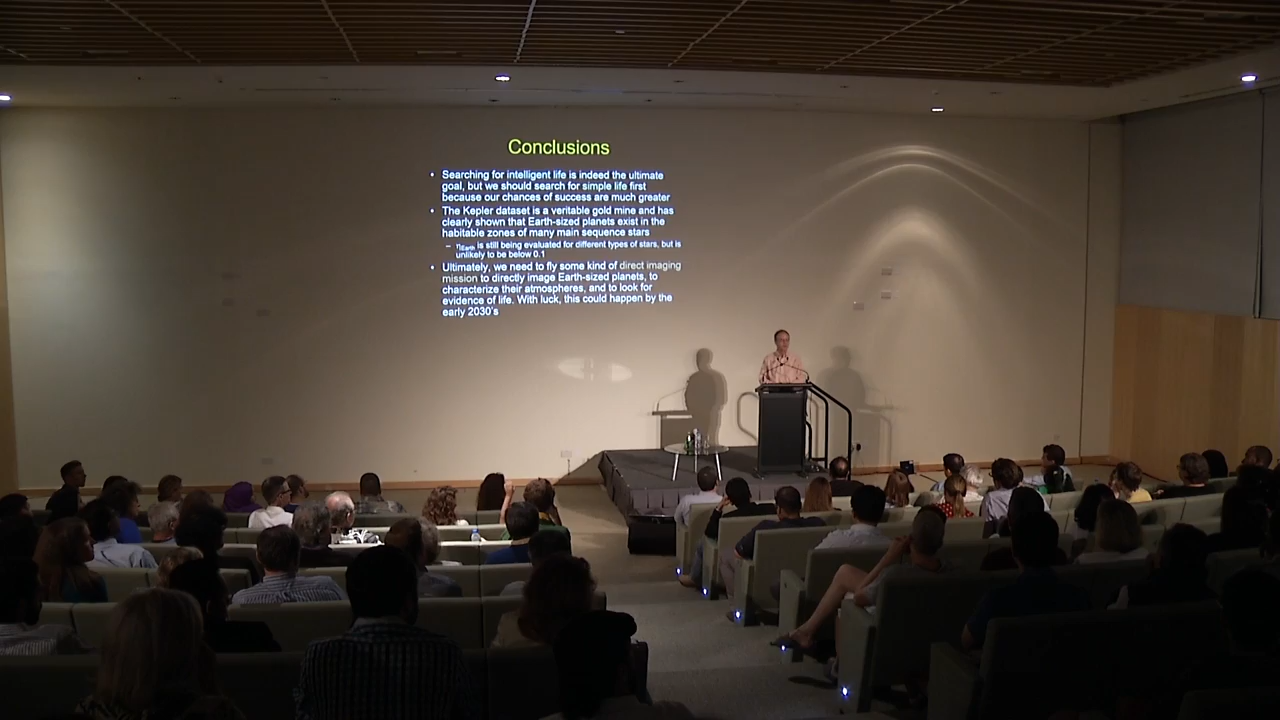 Conclusions
• Searching for intelligent life is indeed the ultimate
goal, but we should search for simple life first
because our chances of success are much greater
• The Kepler dataset is a veritable gold mine and has
clearly shown that Earth-sized planets exist in the
habitable zones of many main sequence stars
– ηEarth is still being evaluated for different types of stars, but is
unlikely to be below 0.1
• Ultimately, we need to fly some kind of direct imaging
mission to directly image Earth-sized planets, to
characterize their atmospheres, and to look for
evidence of life. With luck, this could happen by the
early 2030's